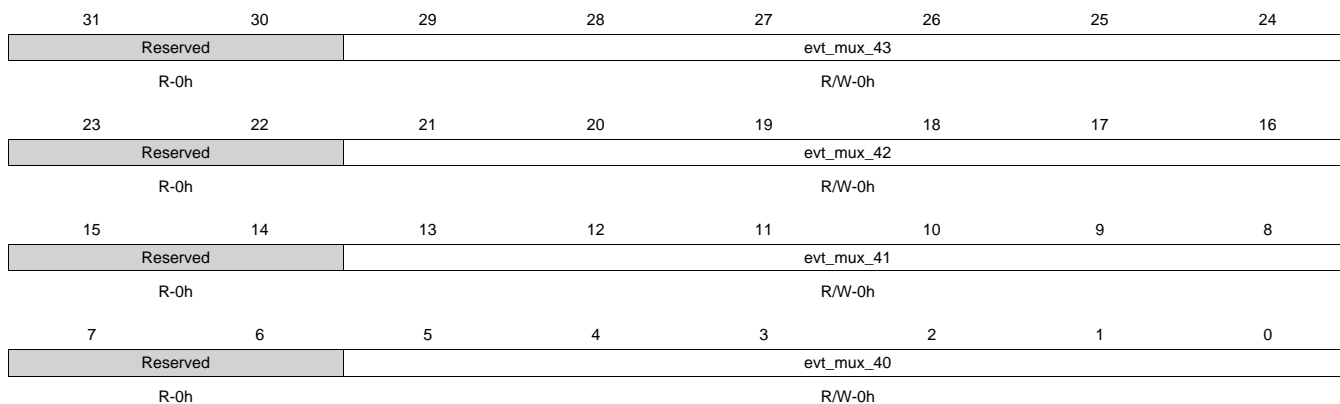 31 30 29 28 27 26 25 24
Reserved evt_mux_43
R-0h R/W-0h
23 22 21 20 19 18 17 16
Reserved evt_mux_42
R-0h R/W-0h
15 14 13 12 11 10 9 8
Reserved evt_mux_41
R-0h R/W-0h
7 6 5 4 3 2 1 0
Reserved evt_mux_40
R-0h R/W-0h